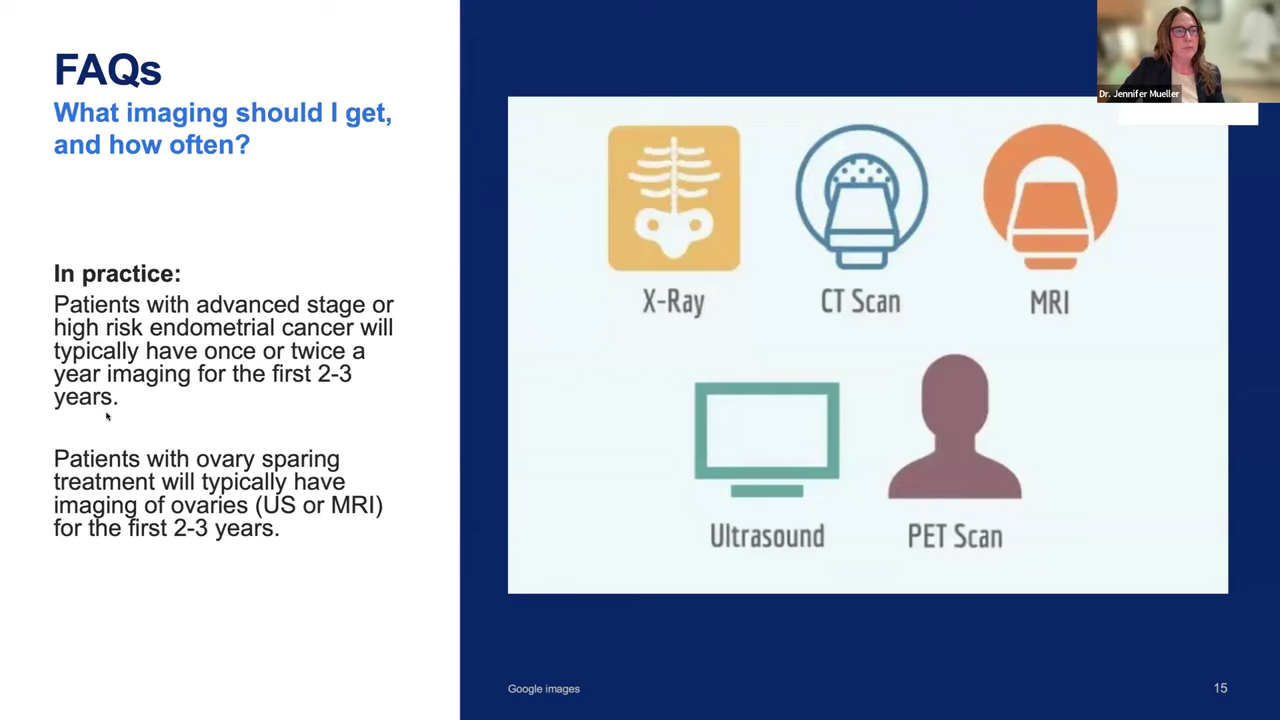 FAQs
What imaging should I get,
and how often?
In practice:
Patients with advanced stage or
high risk endometrial cancer will
typically have once or twice a
year imaging for the first 2-3
years.
Patients with ovary sparing
treatment will typically have
imaging of ovaries (US or MRI)
for the first 2-3 years.
Dr. Jennifer Mueller
X-Ray
CT Scan
MRI
Ultrasound
PET Scan
Google images
15